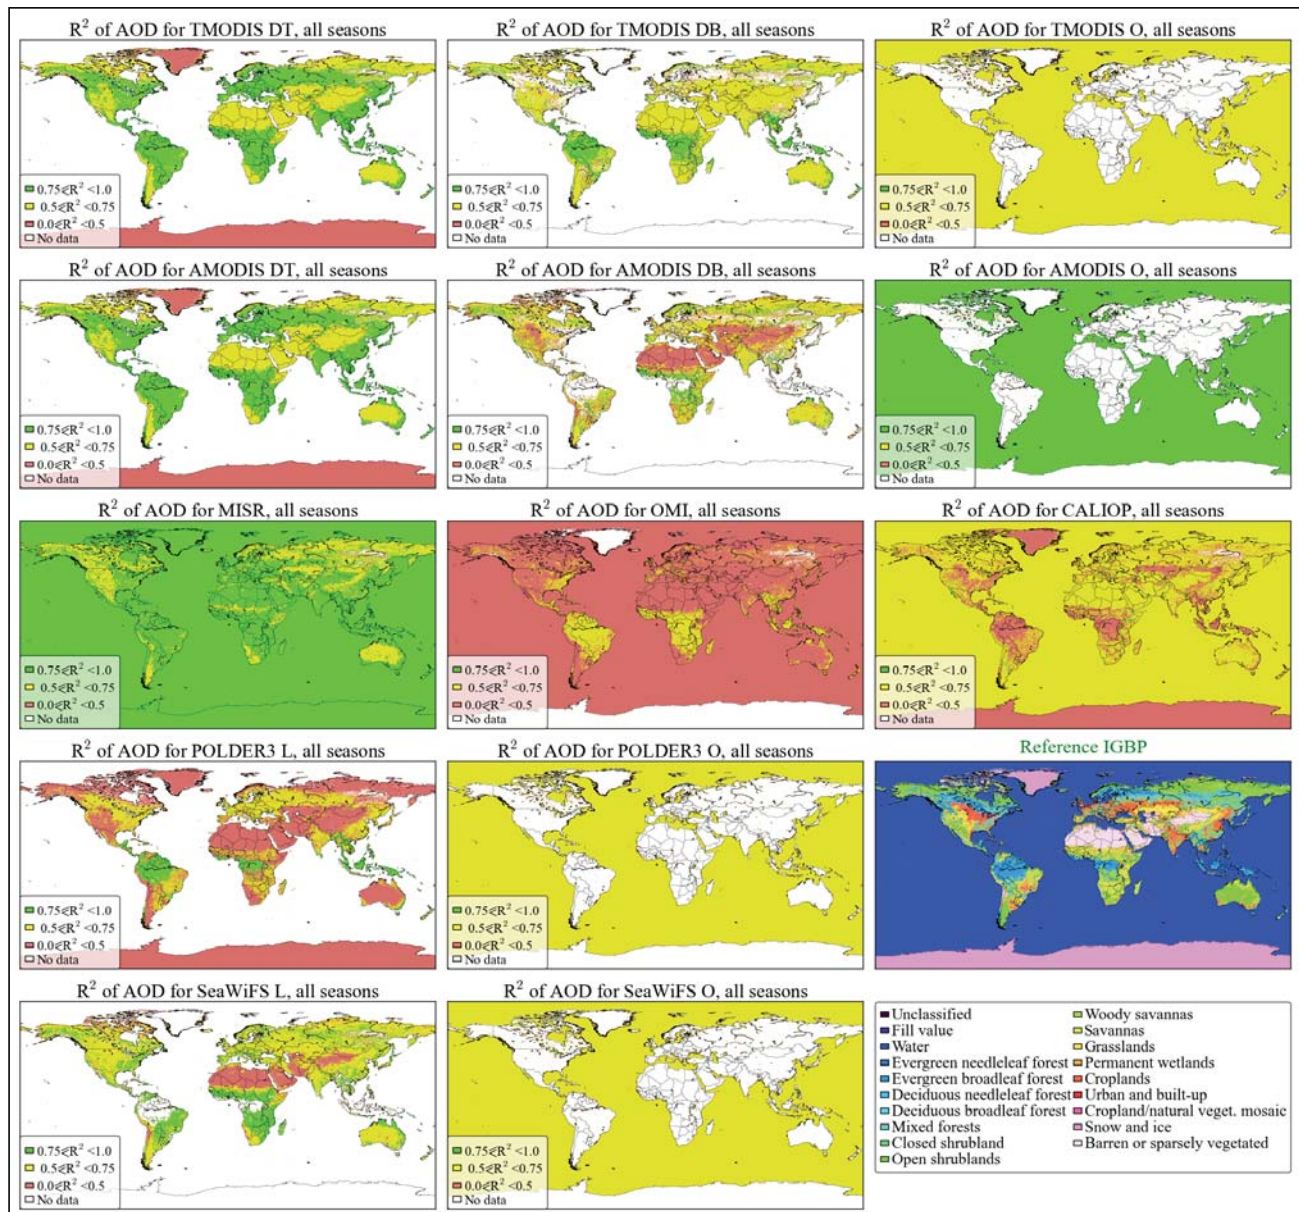 R² of AOD for TMODIS DT, all seasons
0.75⩽R² <1.0
0.5⩽R² <0.75
0.0⩽R² <0.5
No data
R² of AOD for TMODIS DB, all seasons
0.75⩽R² <1.0
0.5⩽R² <0.75
0.0⩽R² <0.5
No data
R² of AOD for TMODIS O, all seasons
0.75⩽R² <1.0
0.5⩽R² <0.75
0.0⩽R² <0.5
No data
R² of AOD for AMODIS DT, all seasons
0.75⩽R² <1.0
0.5⩽R² <0.75
0.0⩽R² <0.5
No data
R² of AOD for AMODIS DB, all seasons
0.75⩽R² <1.0
0.5⩽R² <0.75
0.0⩽R² <0.5
No data
R² of AOD for AMODIS O, all seasons
0.75⩽R² <1.0
0.5⩽R² <0.75
0.0⩽R² <0.5
No data
R² of AOD for MISR, all seasons
0.75⩽R² <1.0
0.5⩽R² <0.75
0.0⩽R² <0.5
No data
R² of AOD for OMI, all seasons
0.75⩽R² <1.0
0.5⩽R² <0.75
0.0⩽R² <0.5
No data
R² of AOD for CALIOP, all seasons
0.75⩽R² <1.0
0.5⩽R² <0.75
0.0⩽R² <0.5
No data
R² of AOD for POLDER3 L, all seasons
0.75⩽R² <1.0
0.5⩽R² <0.75
0.0⩽R² <0.5
No data
R² of AOD for POLDER3 O, all seasons
0.75⩽R² <1.0
0.5⩽R² <0.75
0.0⩽R² <0.5
No data
Reference IGBP
R² of AOD for SeaWiFS L, all seasons
0.75⩽R² <1.0
0.5⩽R² <0.75
0.0⩽R² <0.5
No data
R² of AOD for SeaWiFS O, all seasons
0.75⩽R² <1.0
0.5⩽R² <0.75
0.0⩽R² <0.5
No data
Unclassified
Fill value
Water
Evergreen needleleaf forest
Evergreen broadleaf forest
Deciduous needleleaf forest
Deciduous broadleaf forest
Mixed forests
Closed shrubland
Open shrublands
Woody savannas
Savannas
Grasslands
Permanent wetlands
Croplands
Urban and built-up
Cropland/natural veget. mosaic
Snow and ice
Barren or sparsely vegetated